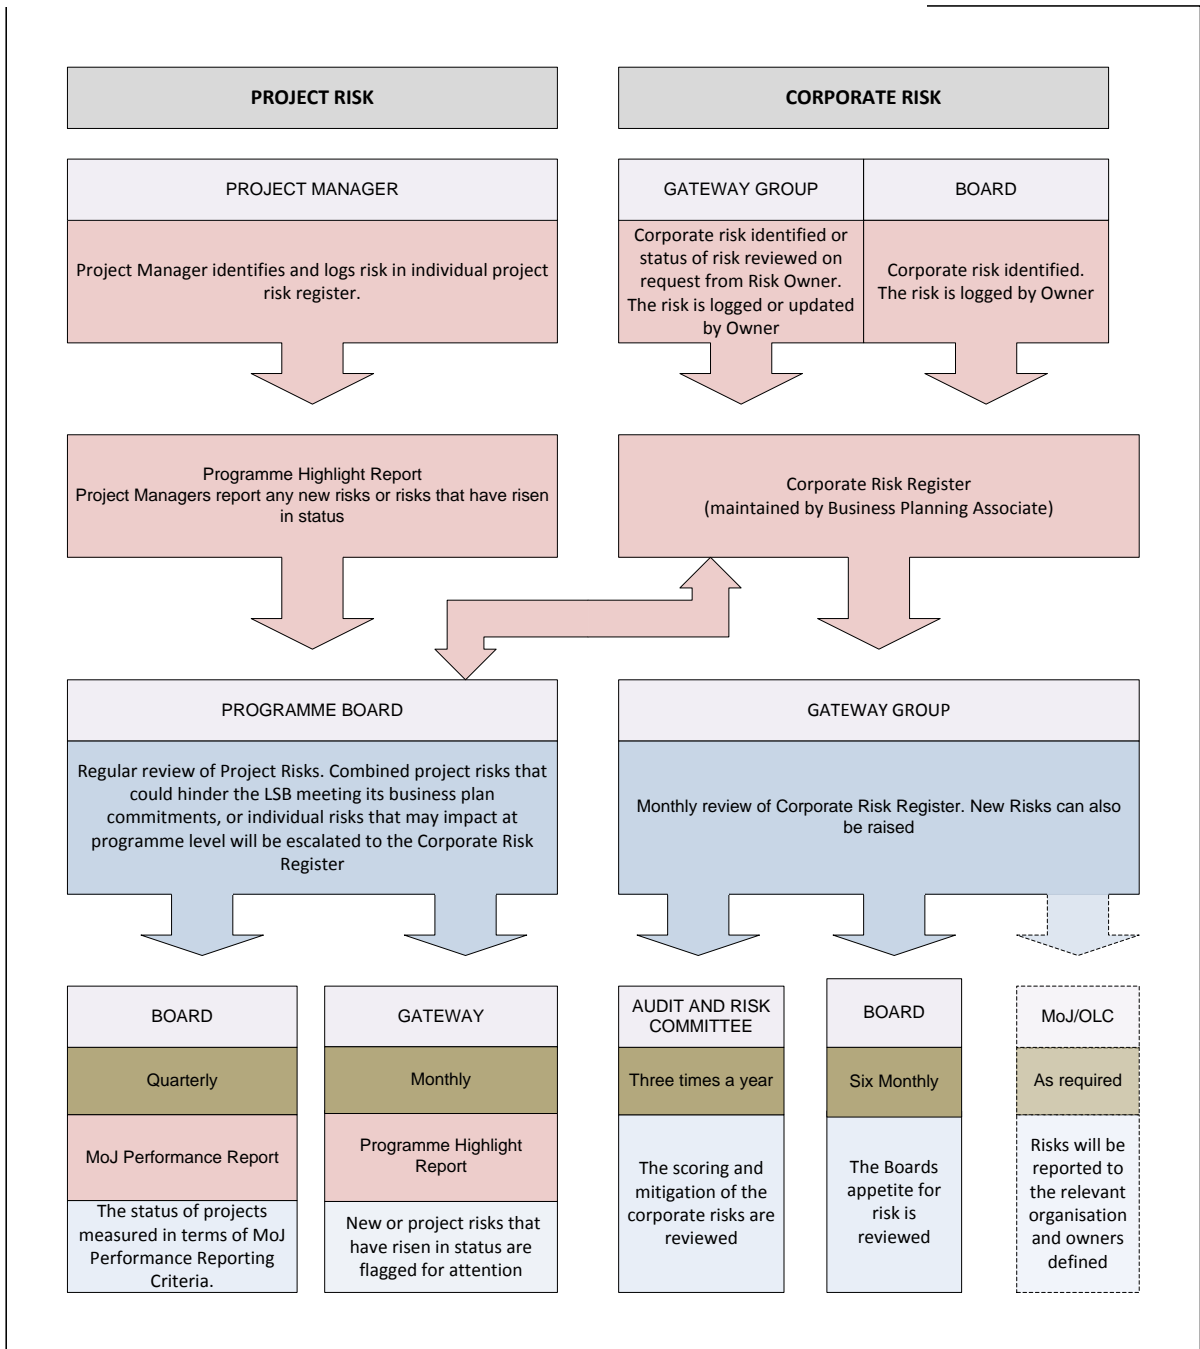 PROJECT RISK
CORPORATE RISK
PROJECT MANAGER
Project Manager identifies and logs risk in individual project
risk register.
GATEWAY GROUP
Corporate risk identified or
status of risk reviewed on
request from Risk Owner.
The risk is logged or updated
by Owner
BOARD
Corporate risk identified.
The risk is logged by Owner
Programme Highlight Report
Project Managers report any new risks or risks that have risen
in status
Corporate Risk Register
(maintained by Business Planning Associate)
PROGRAMME BOARD
Regular review of Project Risks. Combined project risks that
could hinder the LSB meeting its business plan
commitments, or individual risks that may impact at
programme level will be escalated to the Corporate Risk
Register
GATEWAY GROUP
Monthly review of Corporate Risk Register. New Risks can also
be raised
BOARD
Quarterly
MoJ Performance Report
The status of projects
measured in terms of MoJ
Performance Reporting
Criteria.
GATEWAY
Monthly
Programme Highlight
Report
New or project risks that
have risen in status are
flagged for attention
AUDIT AND RISK
COMMITTEE
Three times a year
The scoring and
mitigation of the
corporate risks are
reviewed
BOARD
Six Monthly
The Boards
appetite for
risk is
reviewed
MoJ/OLC
As required
Risks will be
reported to
the relevant
organisation
and owners
defined